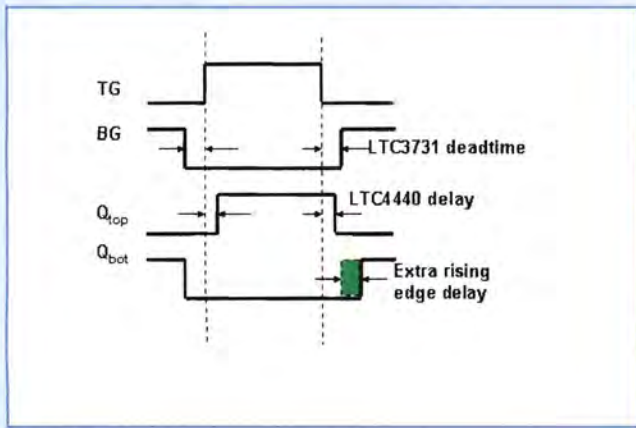 TG
BG
LTC3731 deadtime
Qtop
LTC4440 delay
Qbot
Extra rising
edge delay